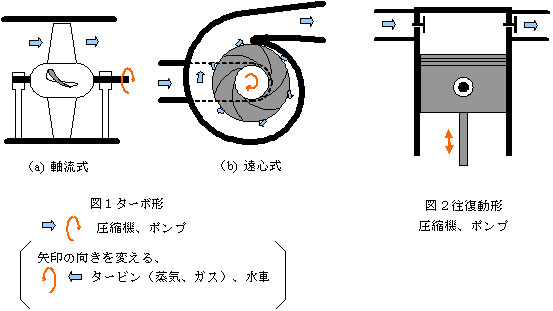 (a) 軸流式
(b) 遠心式
図1ターボ形
圧縮機、ポンプ
矢印の向きを変える、
タービン（蒸気、ガス）、水車
図2往復動形
圧縮機、ポンプ